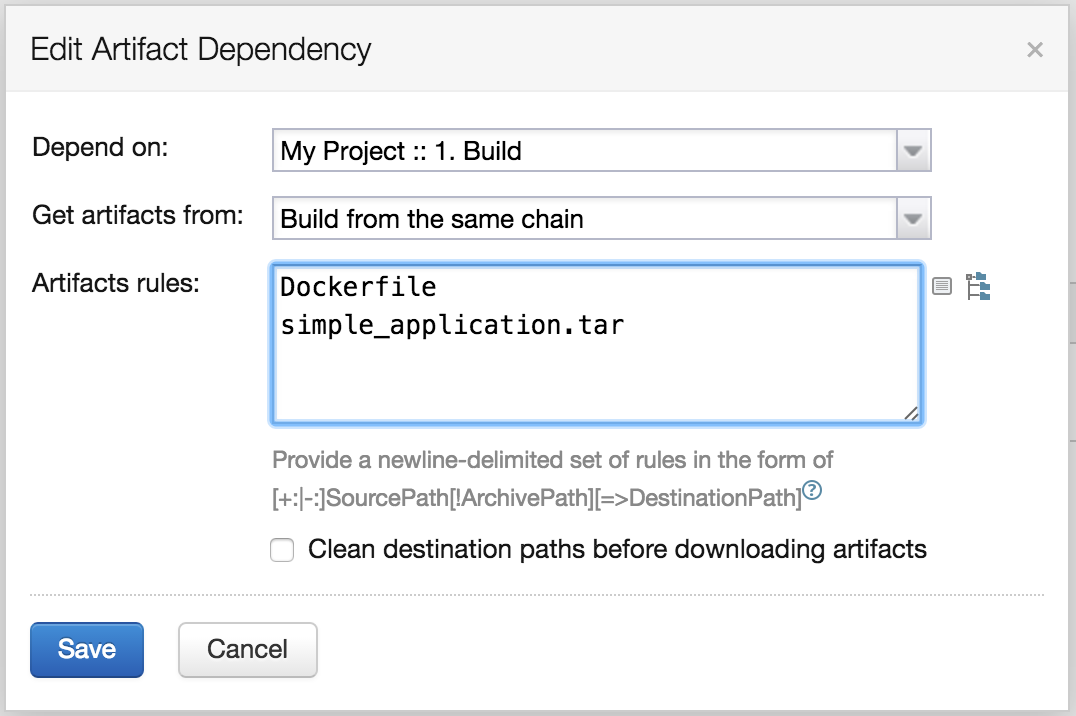 Edit Artifact Dependency
×
Depend on:
My Project :: 1. Build
Get artifacts from:
Build from the same chain
Artifacts rules:
Dockerfile
simple_application.tar
Provide a newline-delimited set of rules in the form of
[+:|-:]SourcePath[!ArchivePath][=>DestinationPath]?
Clean destination paths before downloading artifacts
Save
Cancel